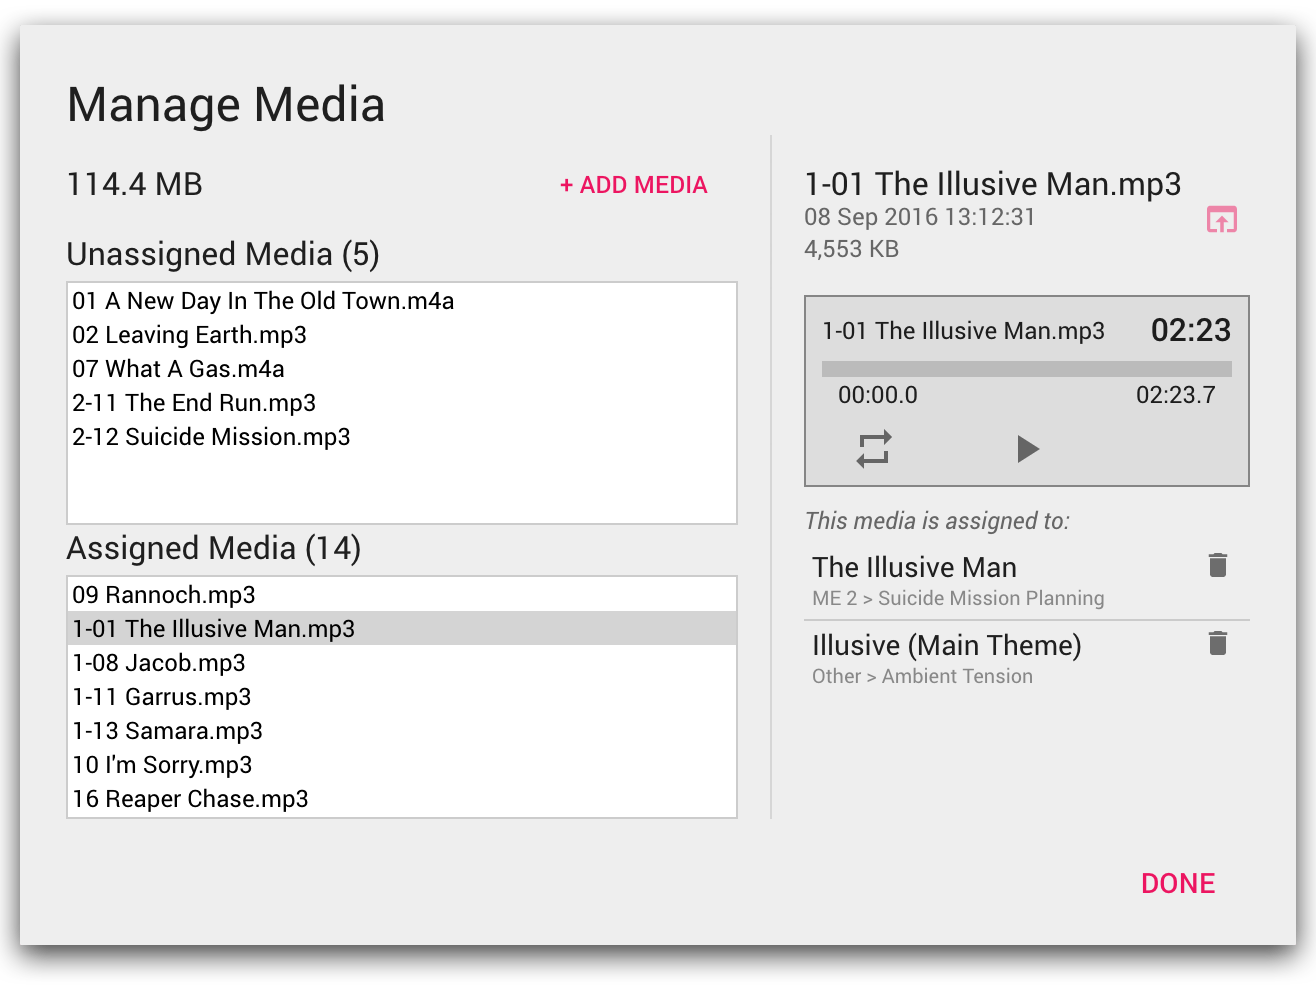 Manage Media
114.4 MB
+ ADD MEDIA
Unassigned Media (5)
01 A New Day In The Old Town.m4a
02 Leaving Earth.mp3
07 What A Gas.m4a
2-11 The End Run.mp3
2-12 Suicide Mission.mp3
Assigned Media (14)
09 Rannoch.mp3
1-01 The Illusive Man.mp3
1-08 Jacob.mp3
1-11 Garrus.mp3
1-13 Samara.mp3
10 I'm Sorry.mp3
16 Reaper Chase.mp3
1-01 The Illusive Man.mp3
08 Sep 2016 13:12:31
4,553 KB
1-01 The Illusive Man.mp3 02:23
00:00.0 02:23.7
This media is assigned to:
The Illusive Man
ME 2 > Suicide Mission Planning
Illusive (Main Theme)
Other > Ambient Tension
DONE